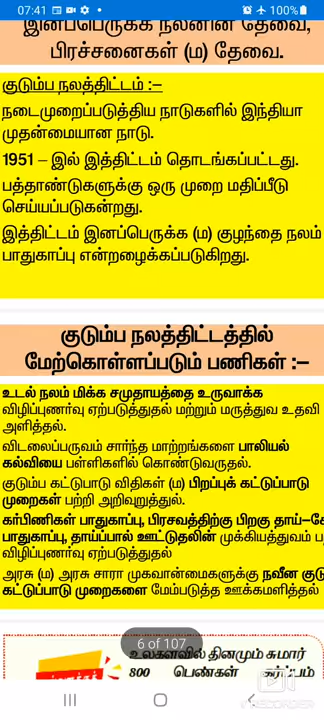 07:41
100%
இனப்பெருக்க நலனின் தேவை,
பிரச்சனைகள் (ம) தேவை.
குடும்ப நலத்திட்டம் :–
நடைமுறைப்படுத்திய நாடுகளில் இந்தியா
முதன்மையான நாடு.
1951 – இல் இத்திட்டம் தொடங்கப்பட்டது.
பத்தாண்டுகளுக்கு ஒரு முறை மதிப்பீடு
செய்யப்படுகன்றது.
இத்திட்டம் இனப்பெருக்க (ம) குழந்தை நலம்
பாதுகாப்பு என்றழைக்கப்படுகிறது.
குடும்ப நலத்திட்டத்தில்
மேற்கொள்ளப்படும் பணிகள் :–
உடல் நலம் மிக்க சமுதாயத்தை உருவாக்க
விழிப்புணர்வு ஏற்படுத்துதல் மற்றும் மருத்துவ உதவி
அளித்தல்.
விடலைப்பருவம் சார்ந்த மாற்றங்களை பாலியல்
கல்வியை பள்ளிகளில் கொண்டுவருதல்.
குடும்ப கட்டுபாடு விதிகள் (ம) பிறப்புக் கட்டுப்பாடு
முறைகள் பற்றி அறிவுறுத்துல்.
கர்பிணிகள் பாதுகாப்பு, பிரசவத்திற்கு பிறகு தாய்–சே
பாதுகாப்பு, தாய்ப்பால் ஊட்டுதலின் முக்கியத்துவம் ப
விழிப்புணர்வு ஏற்படுத்துதல்
அரசு (ம) அரசு சாரா முகவான்மைகளுக்கு நவீன குடு
கட்டுப்பாடு முறைகளை மேம்படுத்த ஊக்கமளித்தல்
6 of 107
உலகளவில் தினமும் சுமார்
800 பெண்கள் கர்ப்பம்